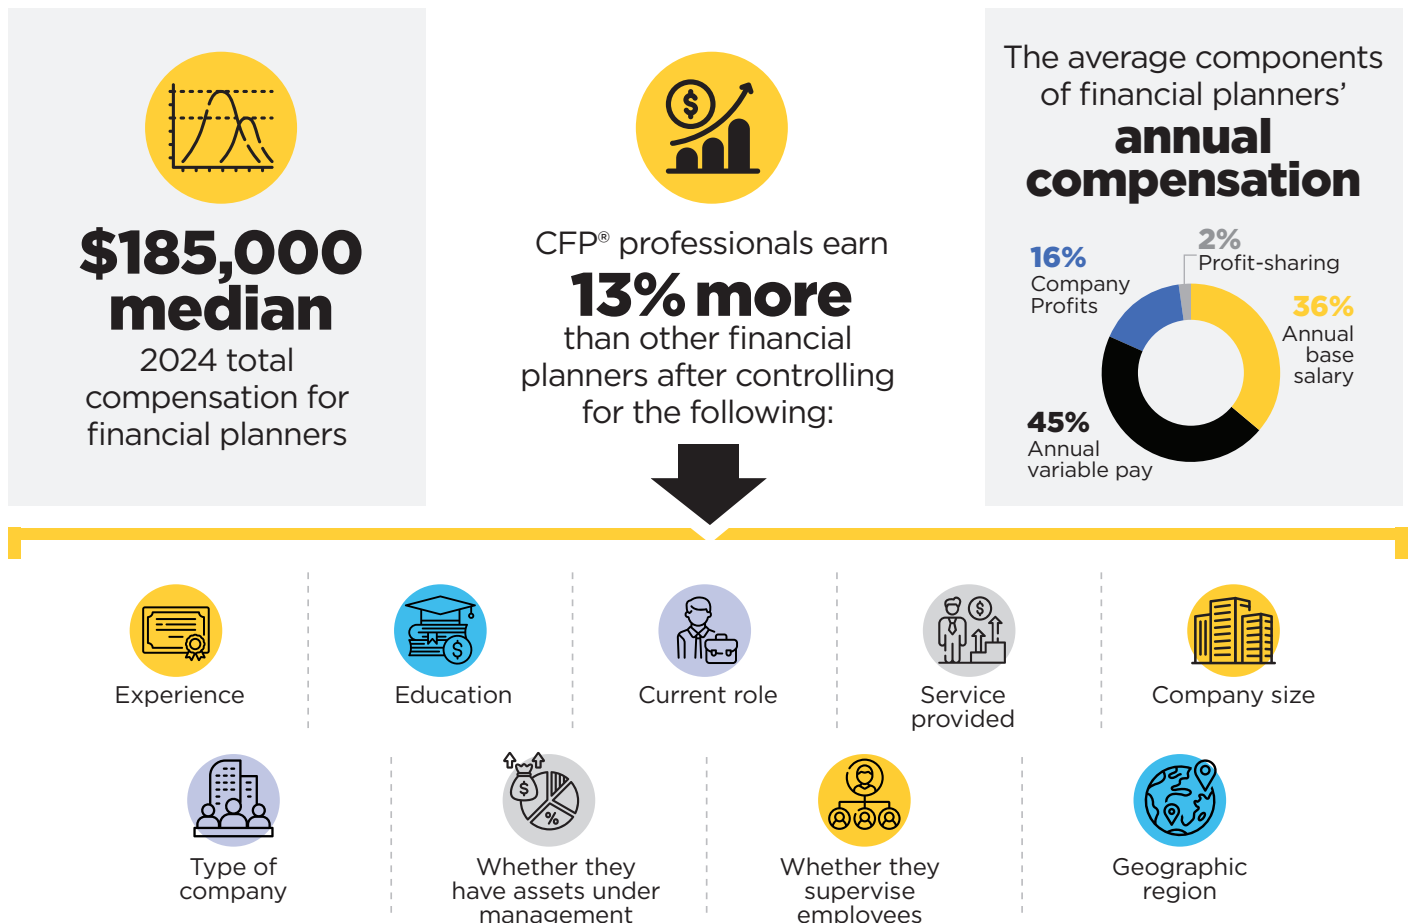 $185,000
median
2024 total
compensation for
financial planners
CFP® professionals earn
13% more
than other financial
planners after controlling
for the following:
The average components
of financial planners’
annual
compensation
16%
Company
Profits
2%
Profit-sharing
36%
Annual
base
salary
45%
Annual
variable pay
Experience
Education
Current role
Service
provided
Company size
Type of
company
Whether they
have assets under
management
Whether they
supervise
employees
Geographic
region